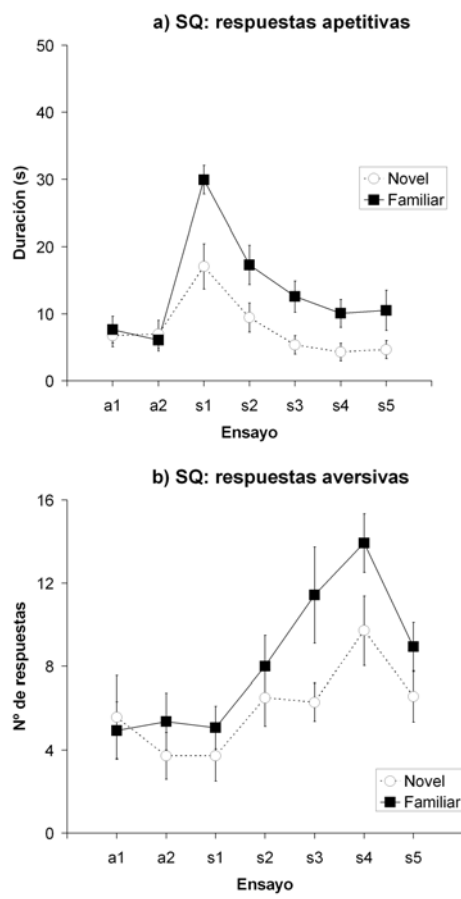 a) SQ: respuestas apetitivas
50
40
30
20
10
0
Duración (s)
Novel
Familiar
a1 a2 s1 s2 s3 s4 s5
Ensayo
b) SQ: respuestas aversivas
16
12
8
4
0
Nº de respuestas
Novel
Familiar
a1 a2 s1 s2 s3 s4 s5
Ensayo